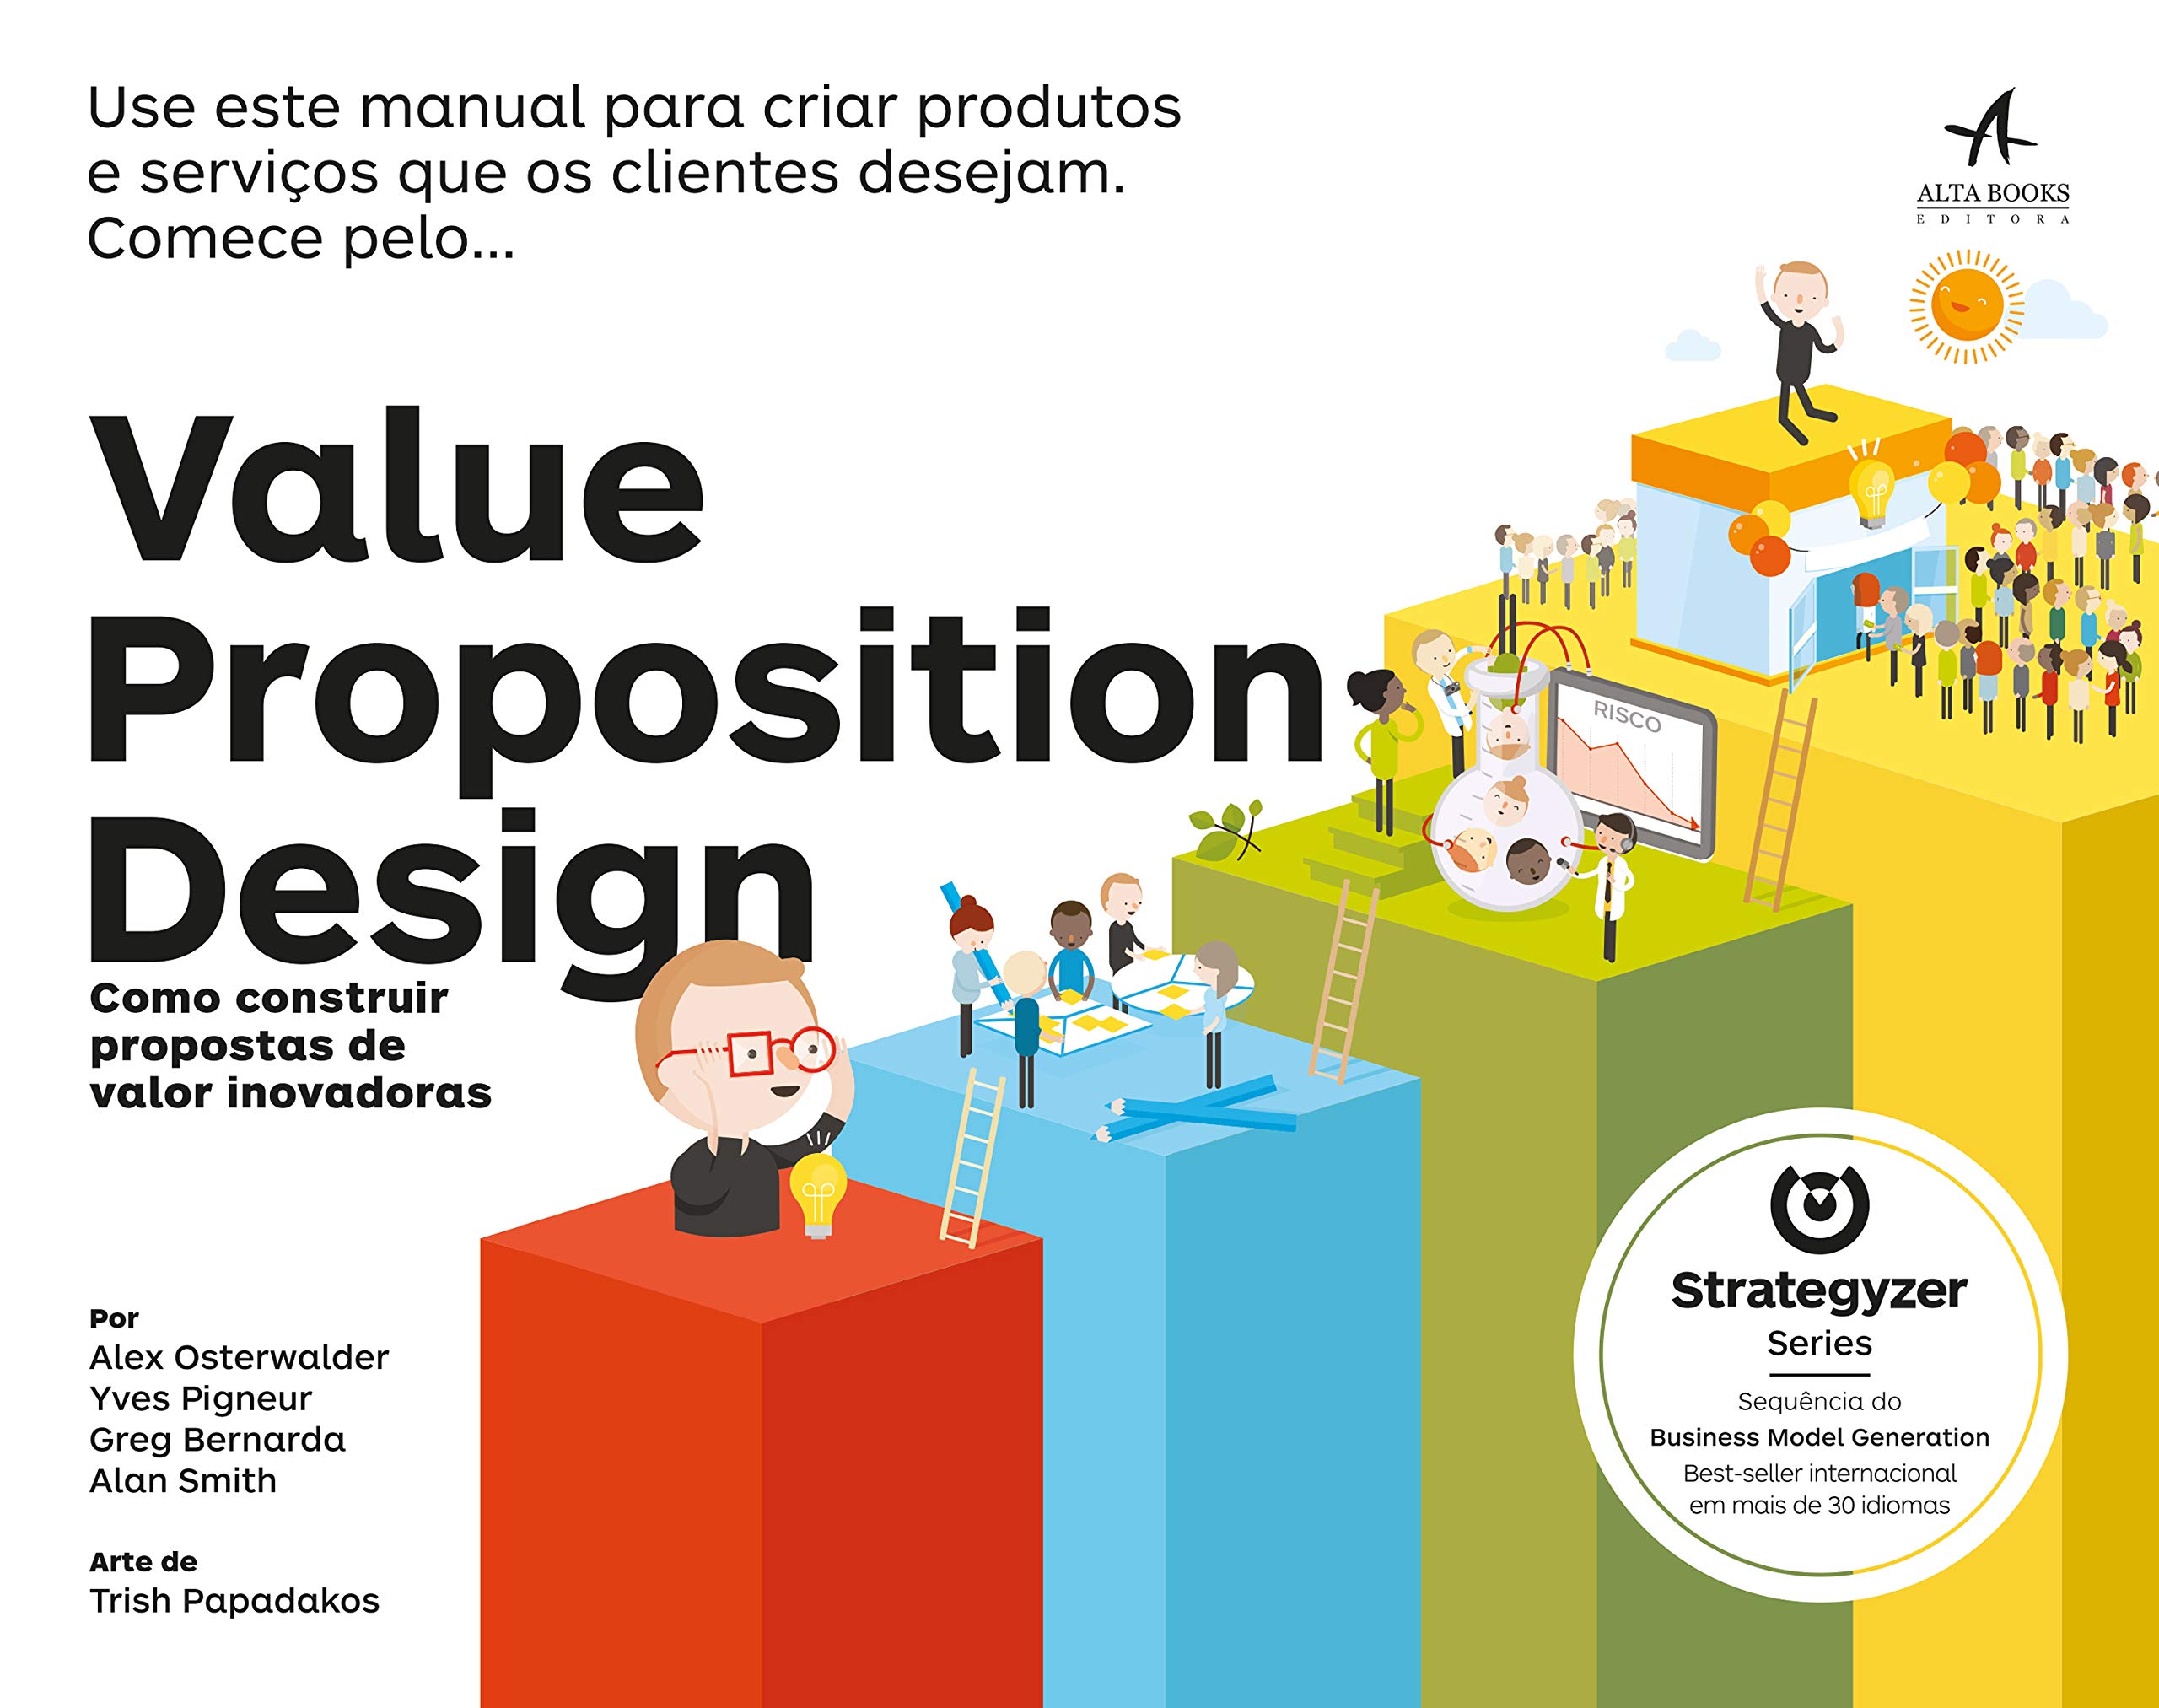 Use este manual para criar produtos
e serviços que os clientes desejam.
Comece pelo...
ALTA BOOKS
EDITORA
Value
Proposition
Design
Como construir
propostas de
valor inovadoras
RISCO
Por
Alex Osterwalder
Yves Pigneur
Greg Bernarda
Alan Smith
Arte de
Trish Papadakos
Strategyzer
Series
Sequência do
Business Model Generation
Best-seller internacional
em mais de 30 idiomas